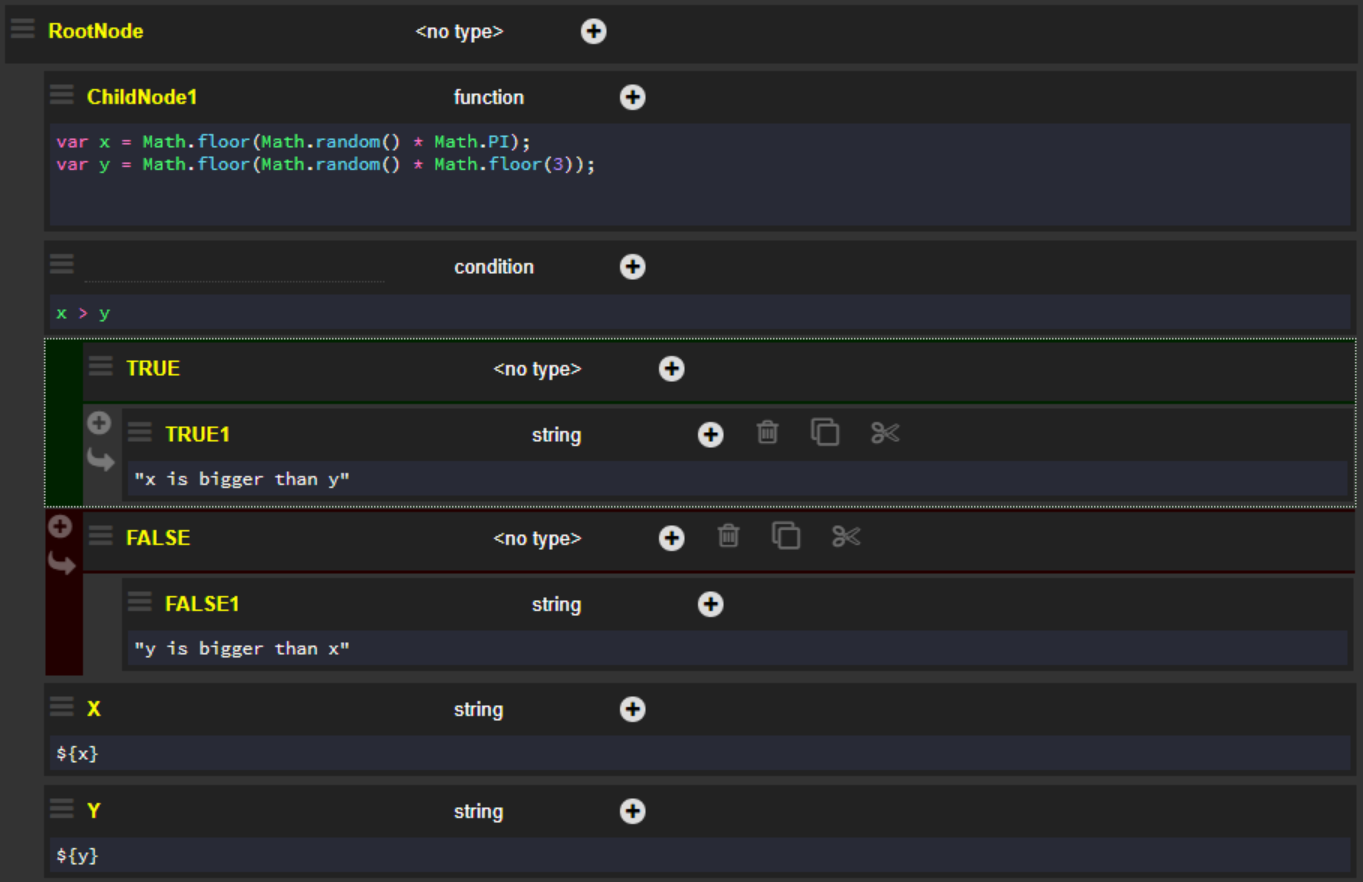 RootNode <no type>
ChildNode1 function
var x = Math.floor(Math.random() * Math.PI);
var y = Math.floor(Math.random() * Math.floor(3));
condition
x > y
TRUE <no type>
TRUE1 string
"x is bigger than y"
FALSE <no type>
FALSE1 string
"y is bigger than x"
X string
${x}
Y string
${y}